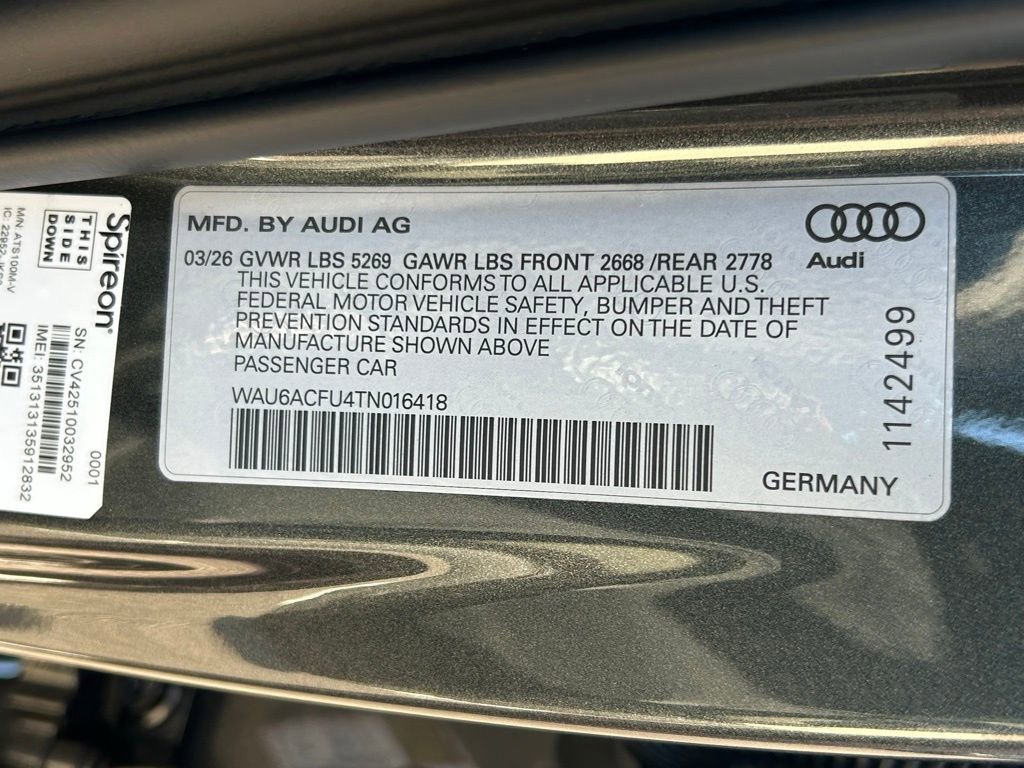 MFD. BY AUDI AG
Audi
03/26 GVWR LBS 5269 GAWR LBS FRONT 2668 /REAR 2778
THIS VEHICLE CONFORMS TO ALL APPLICABLE U.S.
FEDERAL MOTOR VEHICLE SAFETY, BUMPER AND THEFT
PREVENTION STANDARDS IN EFFECT ON THE DATE OF
MANUFACTURE SHOWN ABOVE
PASSENGER CAR
WAU6ACFU4TN016418
GERMANY
1142499
Spireon®
THIS
SIDE
DOWN
M/N: ATS100M-V
SN: CV42510032952
0001
IMEI: 351313135912832